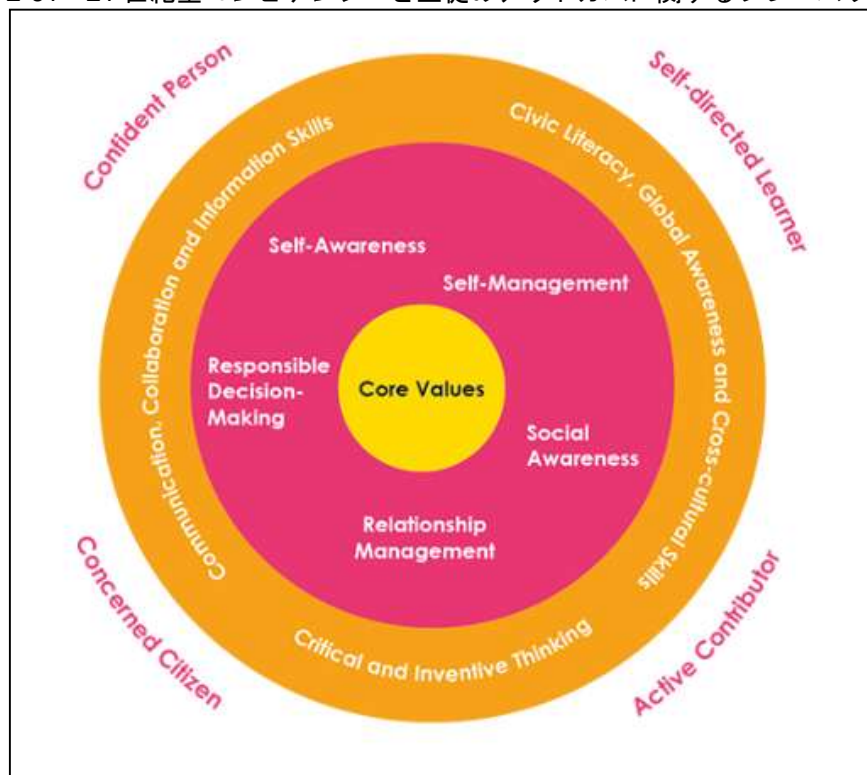 Confident Person
Self-directed Learner
Communication, Collaboration and Information Skills
Civic Literacy, Global Awareness and Cross-cultural Skills
Self-Awareness
Self-Management
Responsible
Decision-
Making
Core Values
Social
Awareness
Relationship
Management
Critical and Inventive Thinking
Concerned Citizen
Active Contributor